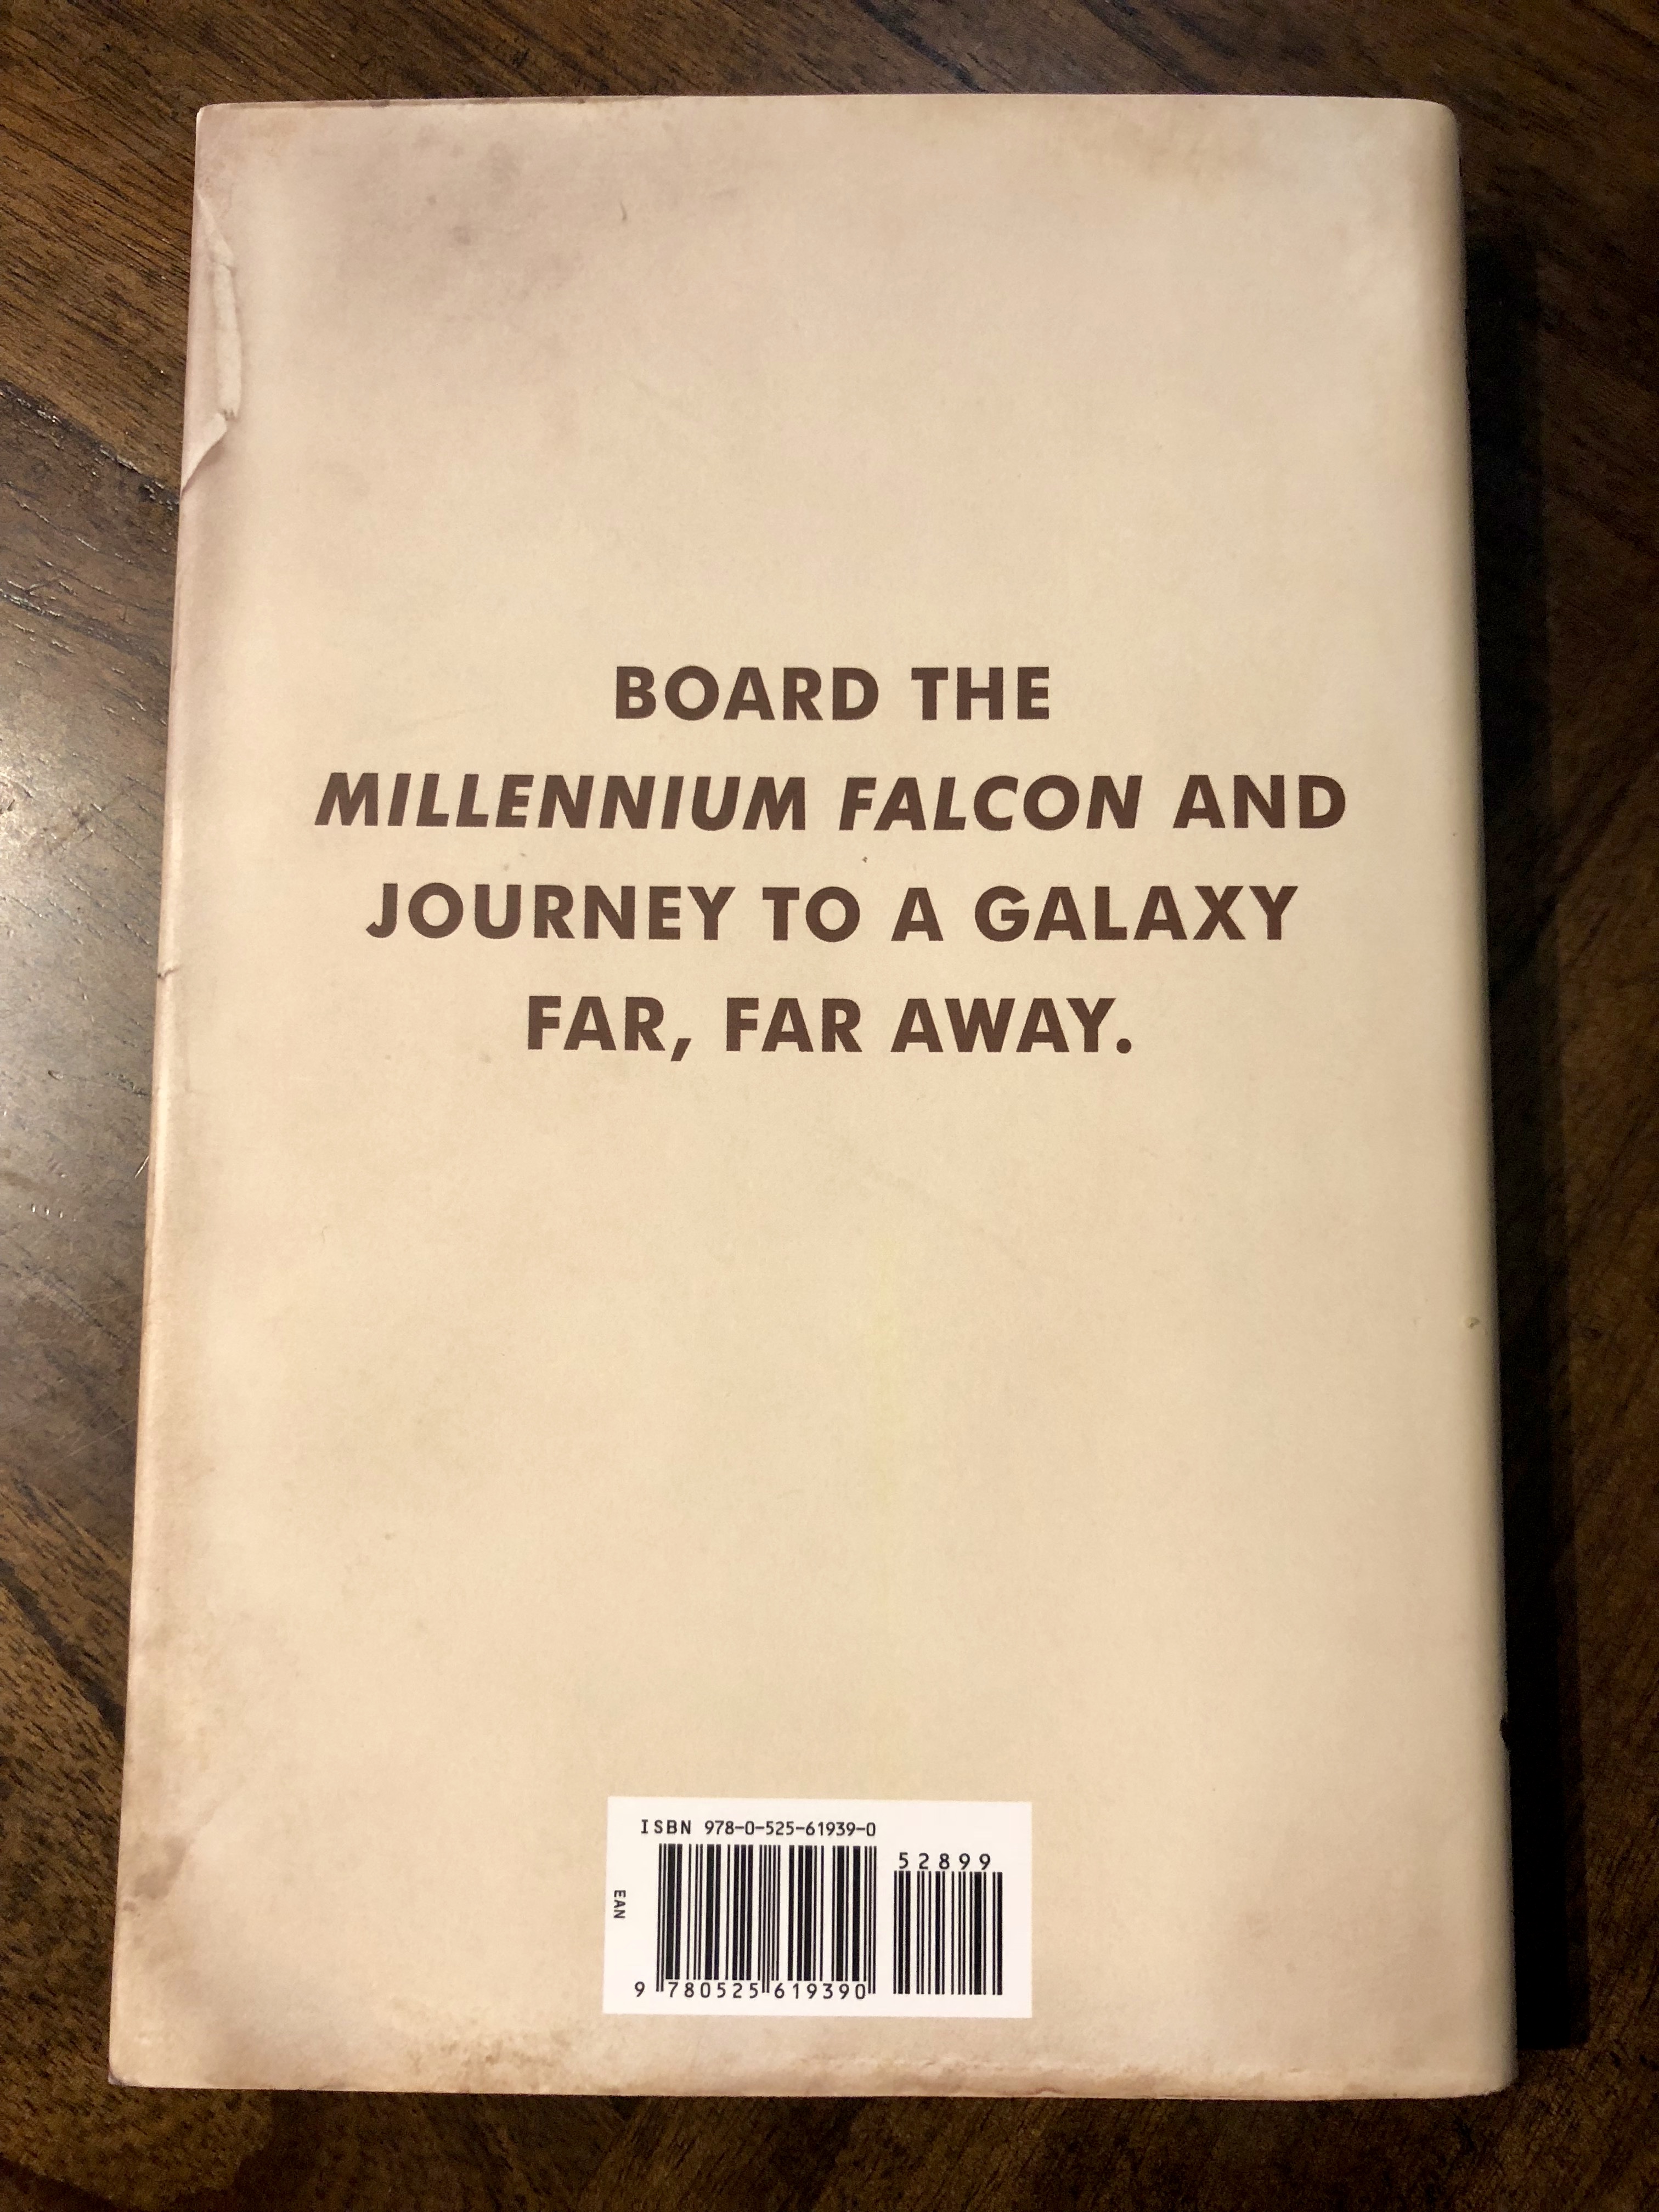 BOARD THE
MILLENNIUM FALCON AND
JOURNEY TO A GALAXY
FAR, FAR AWAY.
ISBN 978-0-525-61939-0
52899
EAN
9 780525 619390